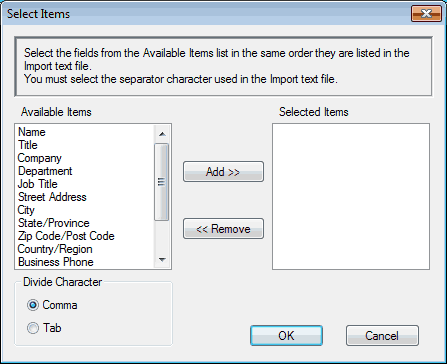 Select Items
Select the fields from the Available Items list in the same order they are listed in the
Import text file.
You must select the separator character used in the Import text file.
Available Items
Selected Items
Name
Title
Company
Department
Job Title
Street Address
City
State/Province
Zip Code/Post Code
Country/Region
Business Phone
Add >>
<< Remove
Divide Character
Comma
Tab
OK
Cancel